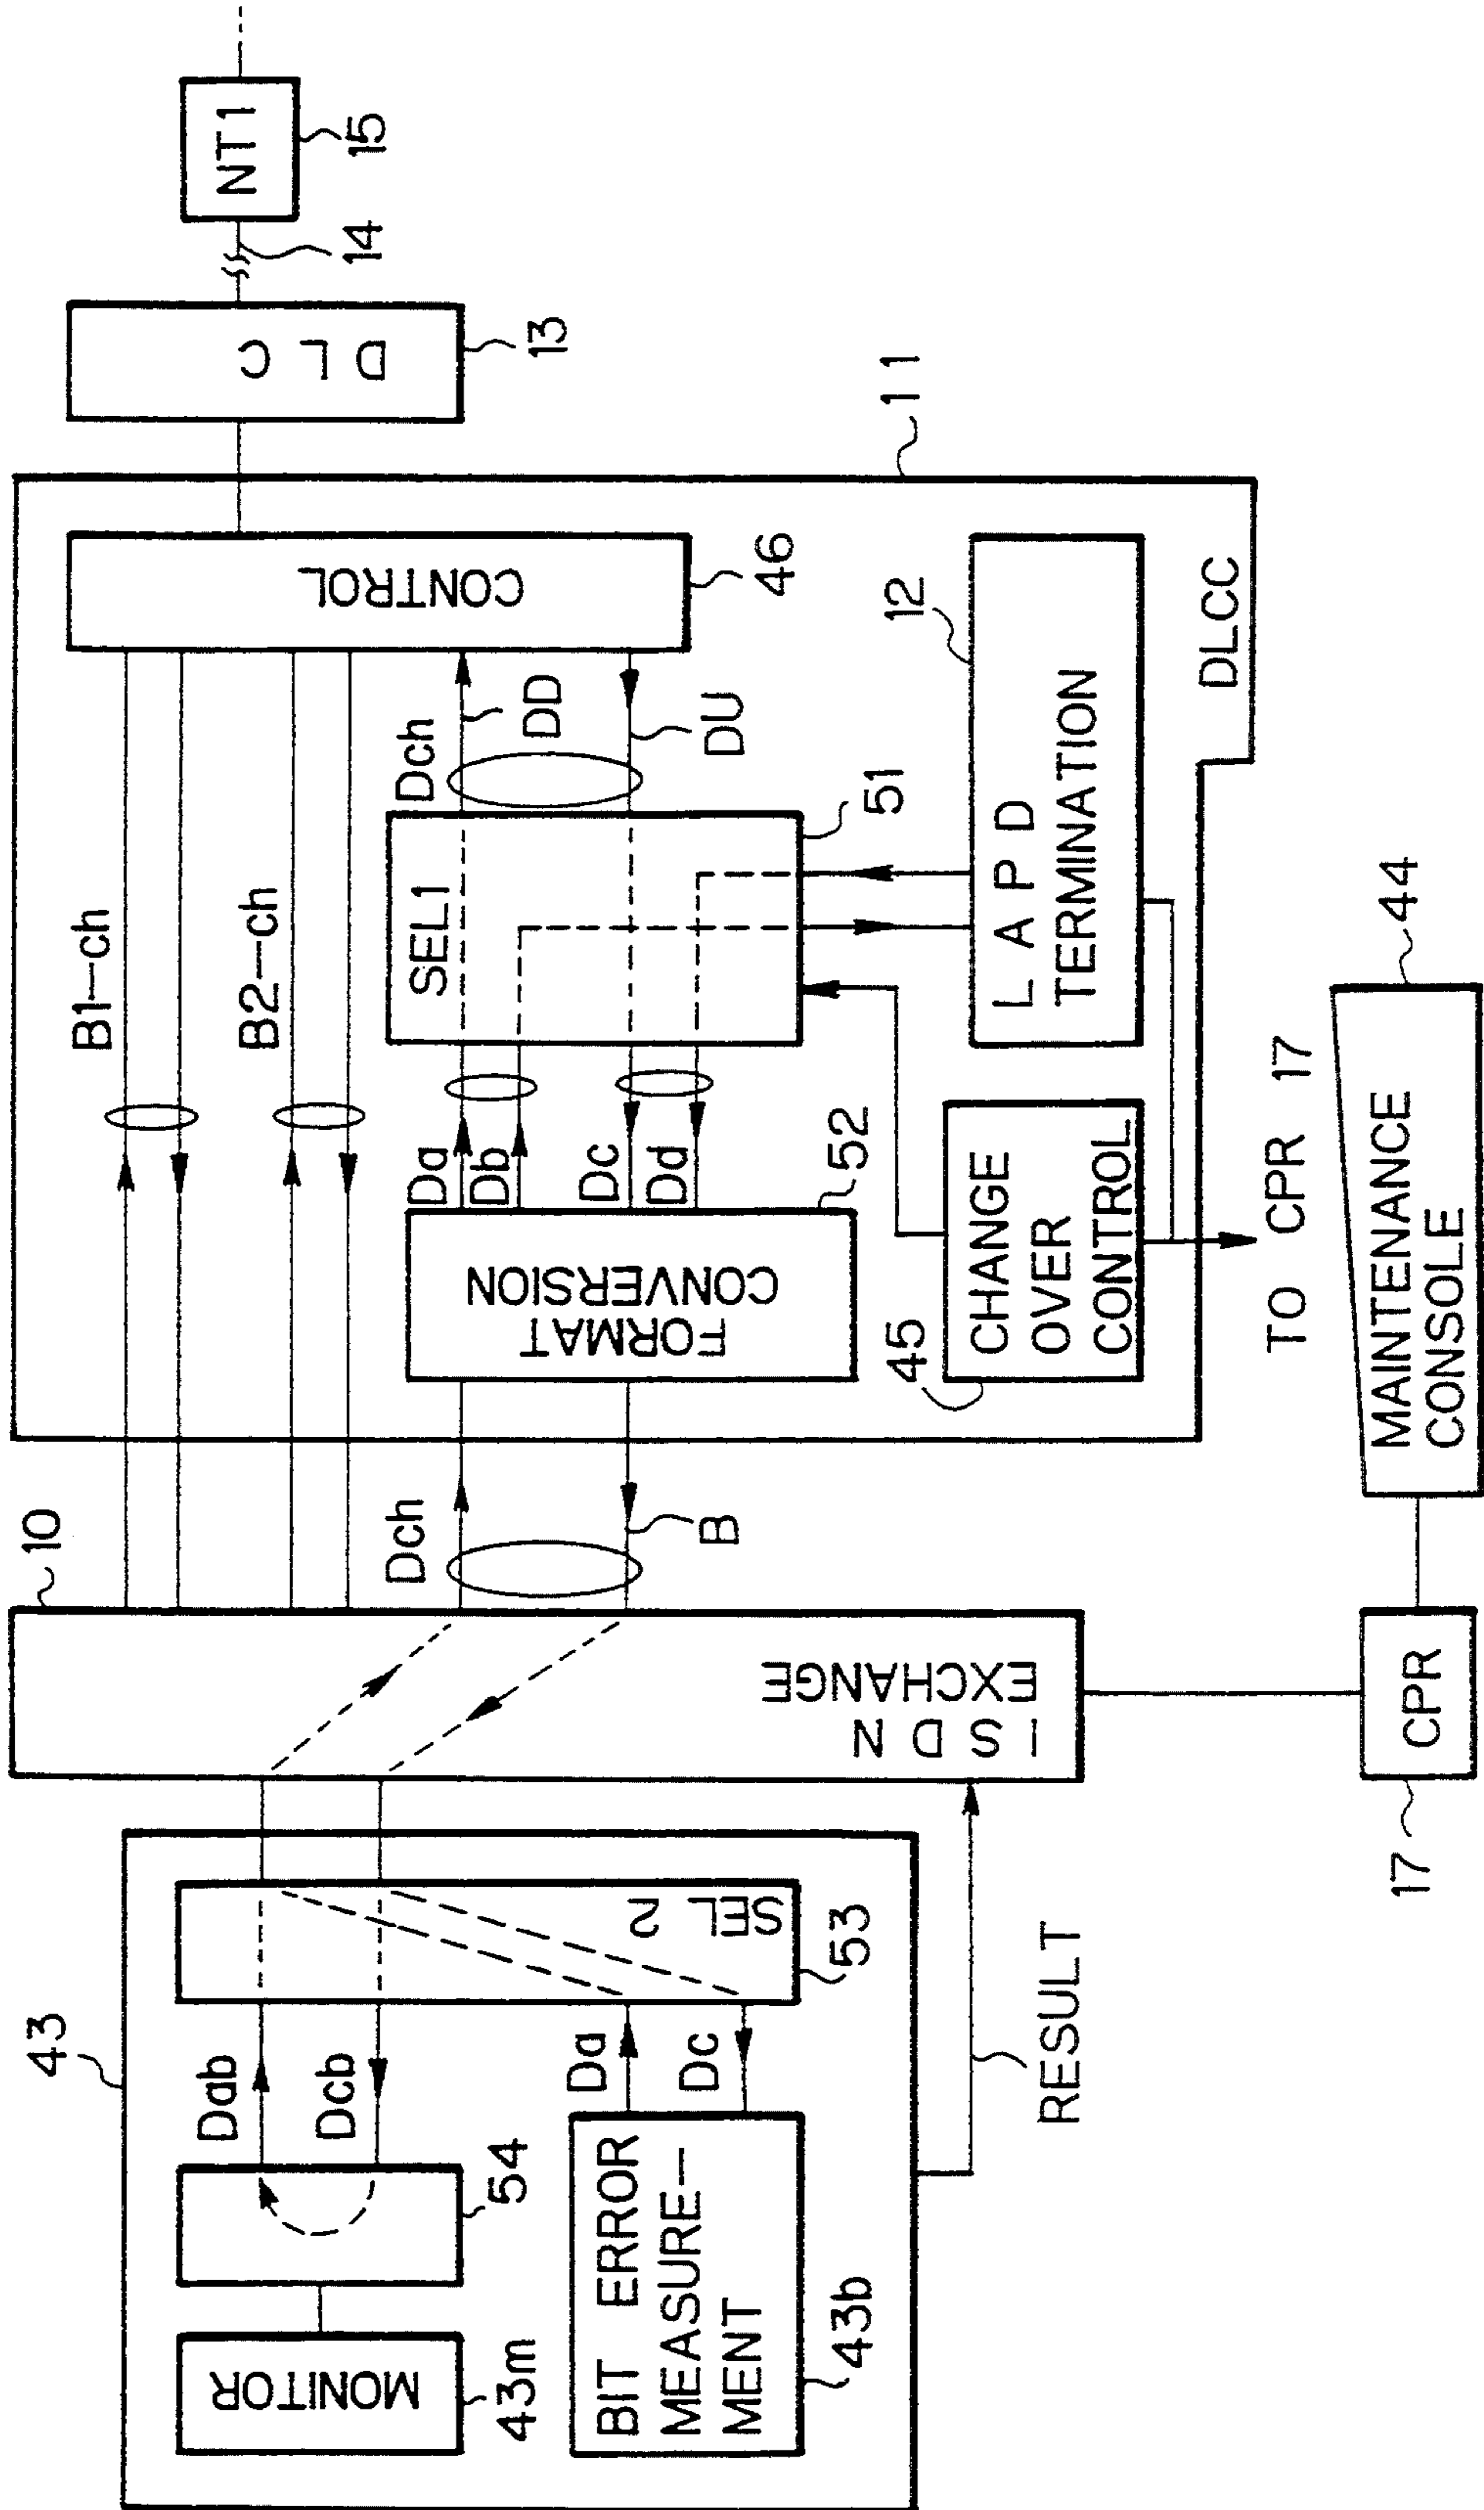 43
MONITOR
43m
54
Dab
Dcb
BIT ERROR
MEASURE-
MENT
43b
Da
Dc
SEL 2
53
RESULT
10
ISDN
EXCHANGE
CPR
17
MAINTENANCE
CONSOLE
44
B1-ch
B2-ch
Dch
B
FORMAT
CONVERSION
52
Da
Db
Dc
Dd
SEL1
51
Dch
DD
DU
CONTROL
46
CHANGE
OVER
CONTROL
45
LAPD
TERMINATION
12
TO CPR 17
DLCC
11
DLC
13
14
NT1
15